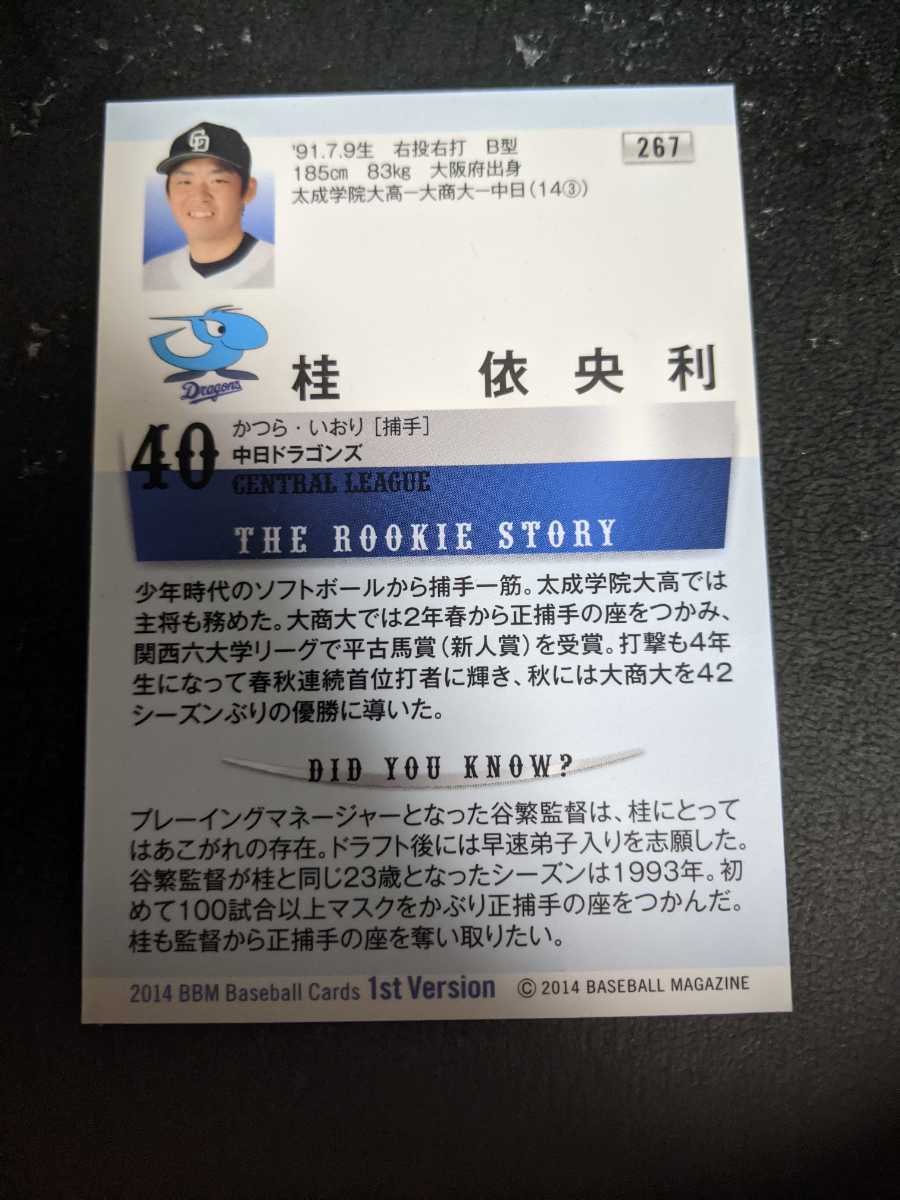 '91.7.9生 右投右打 B型
185cm 83kg 大阪府出身
太成学院大高ー大商大ー中日(14③)
267
CD
Dragons
桂 依央利
40
かつら・いおり [捕手]
中日ドラゴンズ
CENTRAL LEAGUE
THE ROOKIE STORY
少年時代のソフトボールから捕手一筋。太成学院大高では
主将も務めた。大商大では2年春から正捕手の座をつかみ、
関西六大学リーグで平古馬賞(新人賞)を受賞。打撃も4年
生になって春秋連続首位打者に輝き、秋には大商大を42
シーズンぶりの優勝に導いた。
DID YOU KNOW?
プレーイングマネージャーとなった谷繁監督は、桂にとって
はあこがれの存在。ドラフト後には早速弟子入りを志願した。
谷繁監督が桂と同じ23歳となったシーズンは1993年。初
めて100試合以上マスクをかぶり正捕手の座をつかんだ。
桂も監督から正捕手の座を奪い取りたい。
2014 BBM Baseball Cards 1st Version © 2014 BASEBALL MAGAZINE